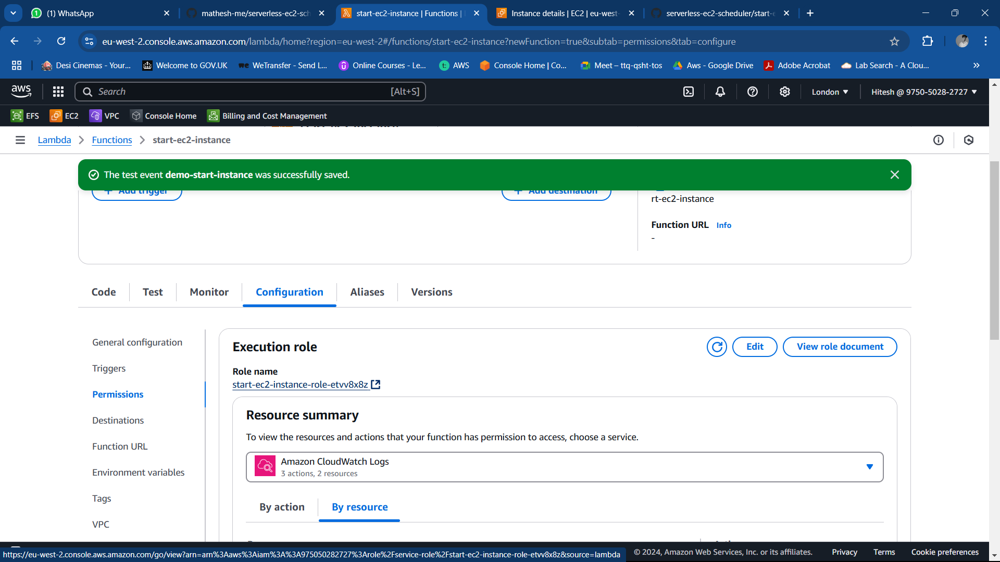 (1) WhatsApp
mathesh-me/serverless-ec2-sch
start-ec2-instance | Functions |
Instance details | EC2 | eu-west-
serverless-ec2-scheduler/start-e
eu-west-2.console.aws.amazon.com/lambda/home?region=eu-west-2#/functions/start-ec2-instance?newFunction=true&subtab=permissions&tab=configure
Desi Cinemas - Your...
Welcome to GOV.UK
WeTransfer - Send L...
Online Courses - Le...
AWS
Console Home | Co...
Meet – ttq-qsht-tos
Aws - Google Drive
Adobe Acrobat
Lab Search - A Clou...
aws
Search
[Alt+S]
London
Hitesh @ 9750-5028-2727
EFS
EC2
VPC
Console Home
Billing and Cost Management
Lambda
Functions
start-ec2-instance
The test event demo-start-instance was successfully saved.
Add trigger
Add destination
rt-ec2-instance
Function URL Info
-
Code
Test
Monitor
Configuration
Aliases
Versions
General configuration
Triggers
Permissions
Destinations
Function URL
Environment variables
Tags
VPC
Execution role
Edit
View role document
Role name
start-ec2-instance-role-etvv8x8z
Resource summary
To view the resources and actions that your function has permission to access, choose a service.
Amazon CloudWatch Logs
3 actions, 2 resources
By action
By resource
https://eu-west-2.console.aws.amazon.com/go/view?arn=arn%3Aaws%3Aiam%3A%3A975050282727%3Arole%2Fservice-role%2Fstart-ec2-instance-role-etvv8x8z&source=lambda
© 2024, Amazon Web Services, Inc. or its affiliates.
Privacy
Terms
Cookie preferences